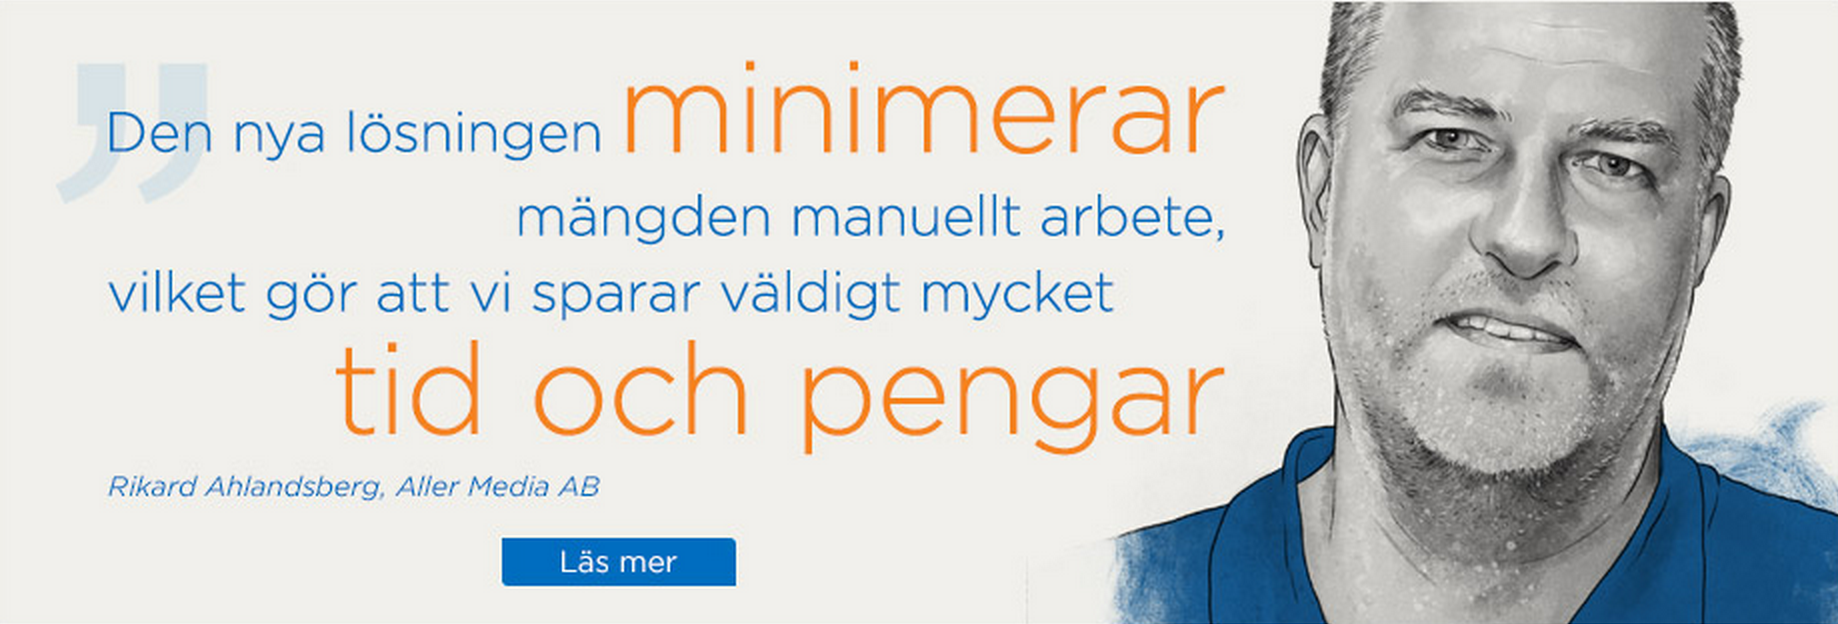 Den nya lösningen minimerar
mängden manuellt arbete,
vilket gör att vi sparar väldigt mycket
tid och pengar
Rikard Ahlandsberg, Aller Media AB
Läs mer